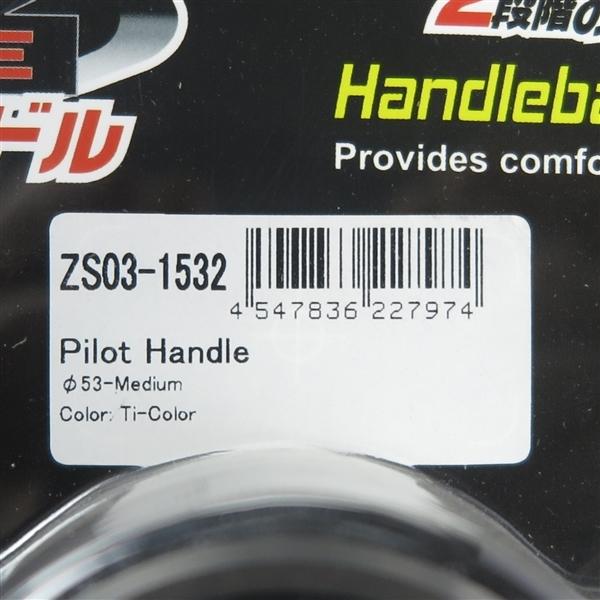 2段階の
E
ドル
Handleba
Provides comfo
ZS03-1532
4 547836 227974
Pilot Handle
φ53-Medium
Color: Ti-Color